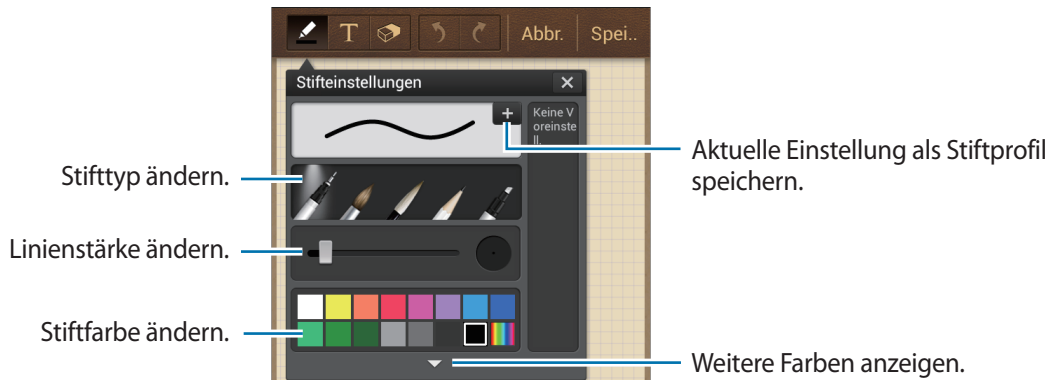 T Abbr. Spei..
Stifteinstellungen
Keine V
oreinste
ll.
Aktuelle Einstellung als Stiftprofil
speichern.
Stifttyp ändern.
Linienstärke ändern.
Stiftfarbe ändern.
Weitere Farben anzeigen.